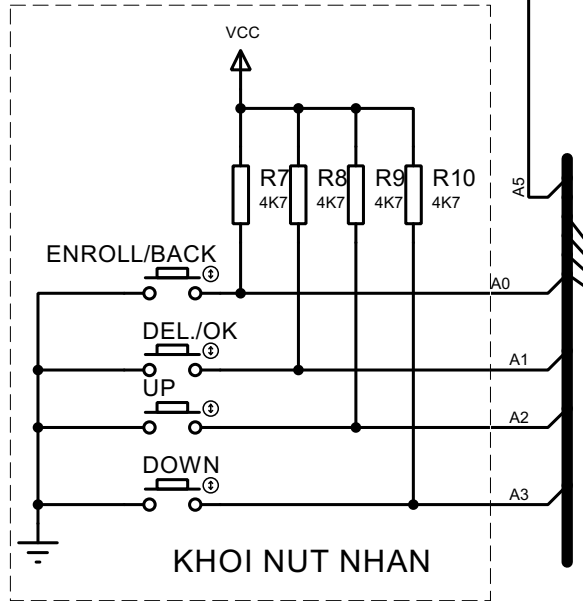 VCC
R7 R8 R9 R10
4K7 4K7 4K7 4K7
A5
ENROLL/BACK
A0
DEL./OK
A1
UP
A2
DOWN
A3
KHOI NUT NHAN